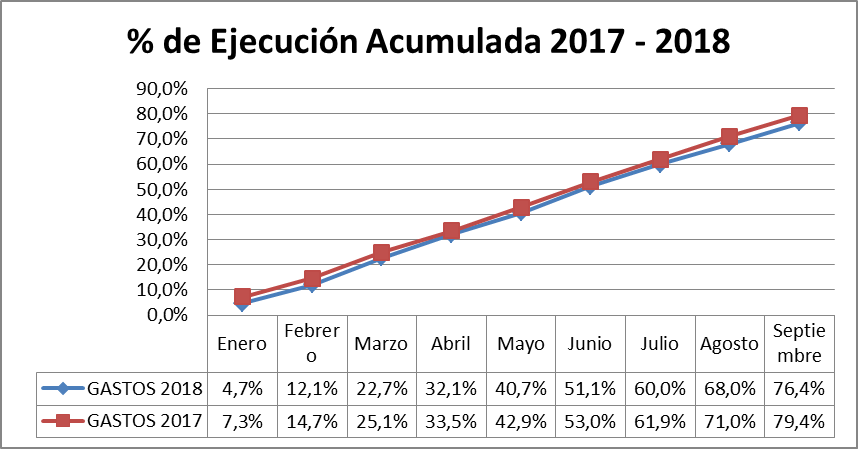 % de Ejecución Acumulada 2017 - 2018
90,0%
80,0%
70,0%
60,0%
50,0%
40,0%
30,0%
20,0%
10,0%
0,0%
Enero Febrer o Marzo Abril Mayo Junio Julio Agosto Septie mbre
GASTOS 2018 4,7% 12,1% 22,7% 32,1% 40,7% 51,1% 60,0% 68,0% 76,4%
GASTOS 2017 7,3% 14,7% 25,1% 33,5% 42,9% 53,0% 61,9% 71,0% 79,4%